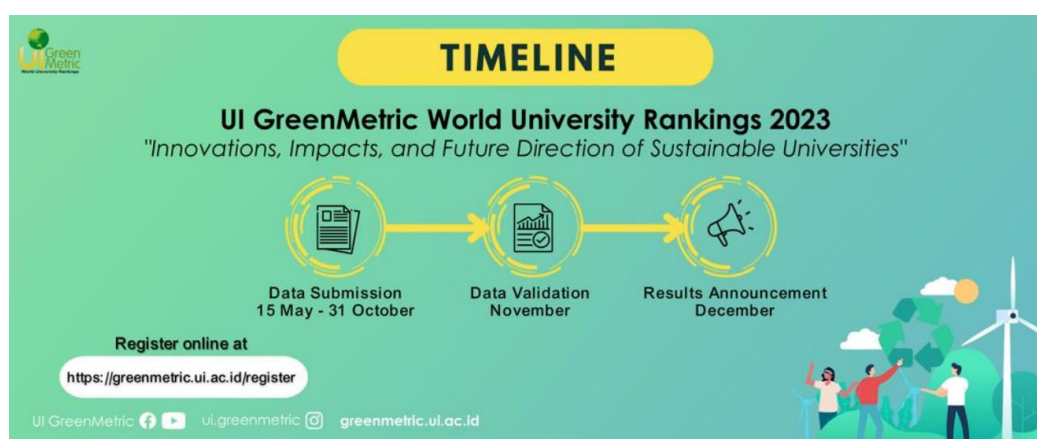 UI Green
Metric
World University Rankings
TIMELINE
UI GreenMetric World University Rankings 2023
"Innovations, Impacts, and Future Direction of Sustainable Universities"
Data Submission
15 May - 31 October
Data Validation
November
Results Announcement
December
Register online at
https://greenmetric.ui.ac.id/register
UI GreenMetric
ui.greenmetric
greenmetric.ui.ac.id